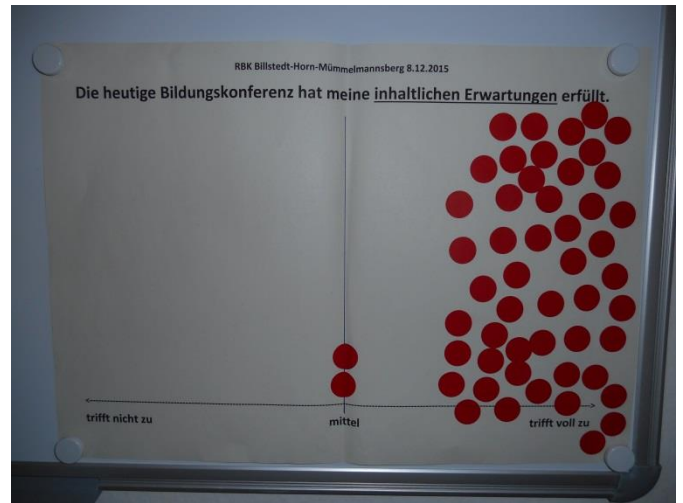 RBK Billstedt-Horn-Mümmelmannsberg 8.12.2015
Die heutige Bildungskonferenz hat meine inhaltlichen Erwartungen erfüllt.
trifft nicht zu mittel trifft voll zu